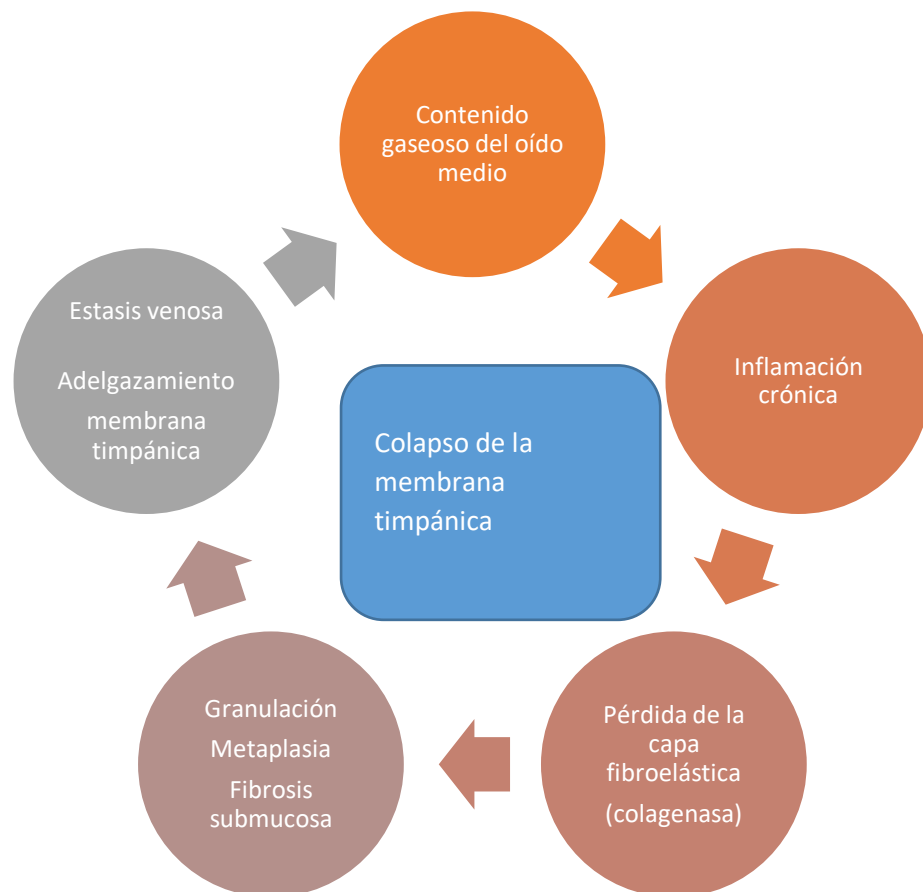 Contenido
gaseoso del oído
medio
Inflamación
crónica
Pérdida de la
capa
fibroelástica
(colagenasa)
Granulación
Metaplasia
Fibrosis
submucosa
Estasis venosa
Adelgazamiento
membrana
timpánica
Colapso de la
membrana
timpánica